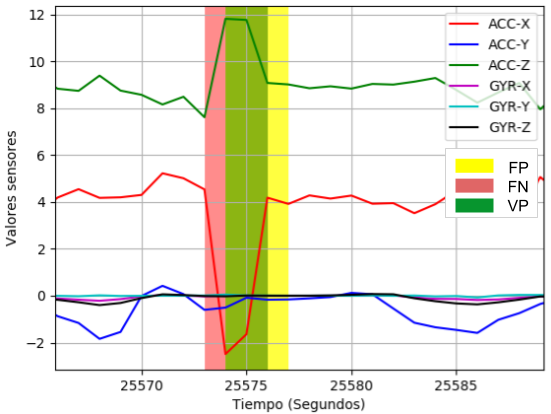 12
10
8
6
4
2
0
−2
Valores sensores
25570
25575
25580
25585
Tiempo (Segundos)
ACC-X
ACC-Y
ACC-Z
GYR-X
GYR-Y
GYR-Z
FP
FN
VP